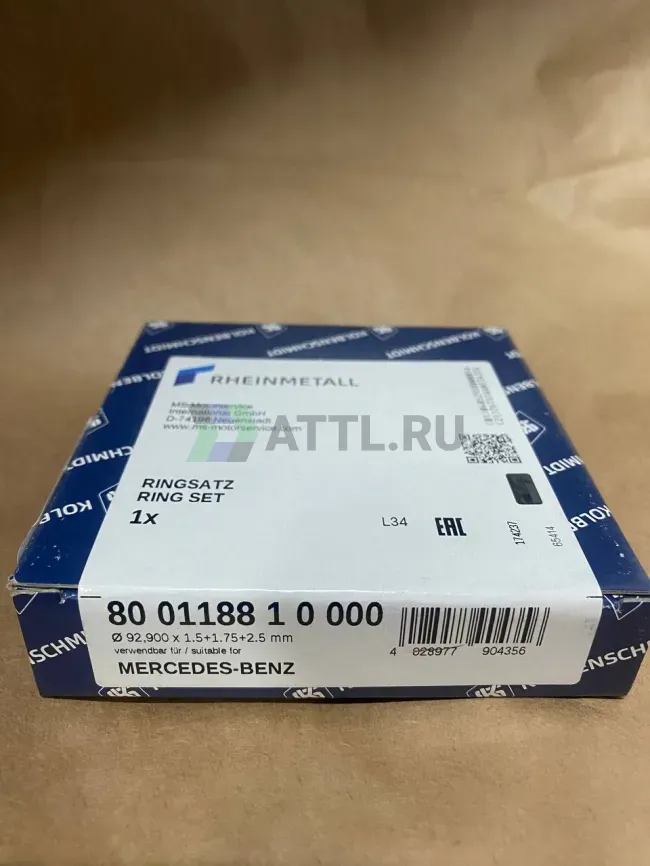 KOLBENSCHMIDT
KOLBENSCHMIDT
RHEINMETALL
MS-Motorservice
International GmbH
D-74196 Neuenstadt
www.ms-motorservice.com
ATTL.RU
RINGSATZ
RING SET
1x
L34
EAC
174237
65414
KOLBENSCHMIDT
80 01188 1 0 000
Ø 92,900 x 1.5+1.75+2.5 mm
verwendbar für / suitable for
MERCEDES-BENZ
4 028977 904356